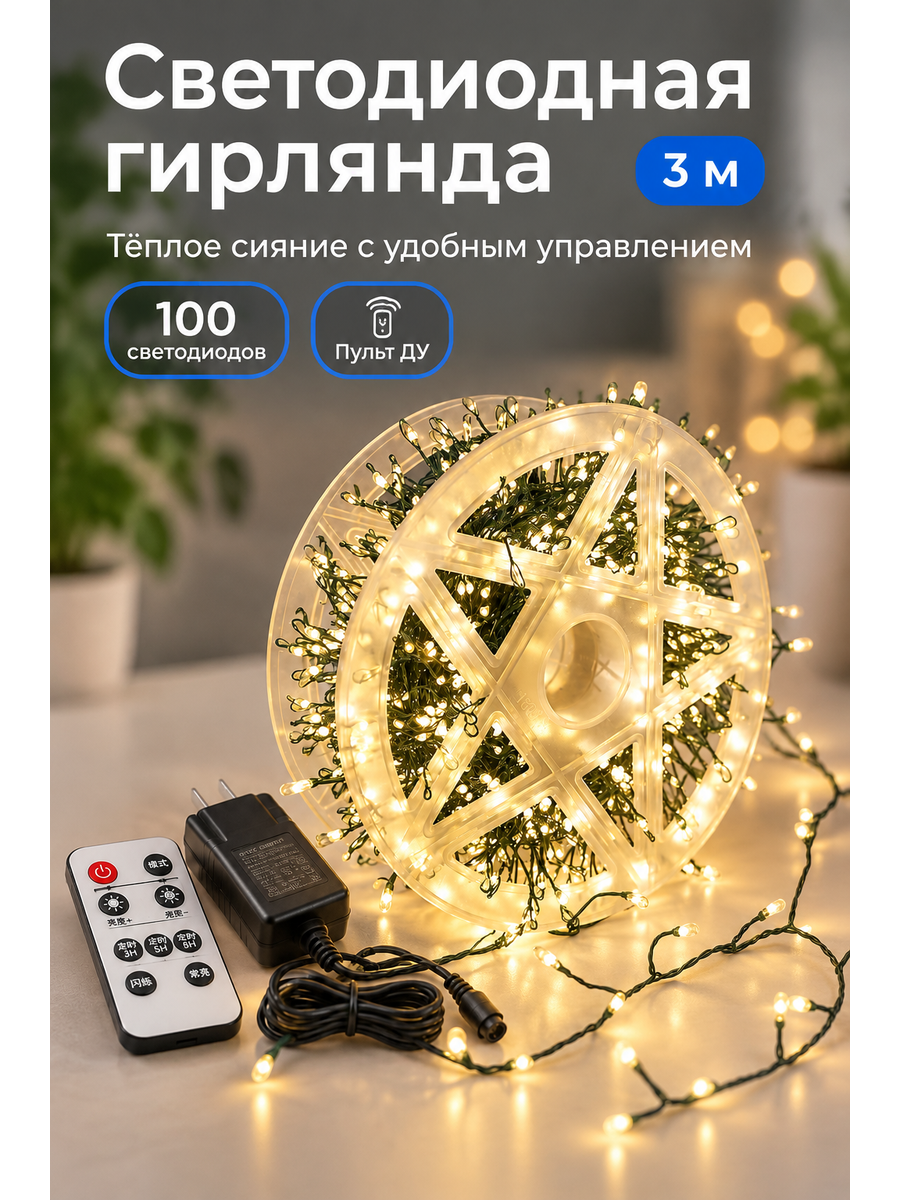 Светодиодная
гирлянда
3 м
Тёплое сияние с удобным управлением
100
светодиодов
Пульт ДУ
模式
亮度+
亮度-
定时
3H
定时
5H
定时
8H
闪烁
常亮